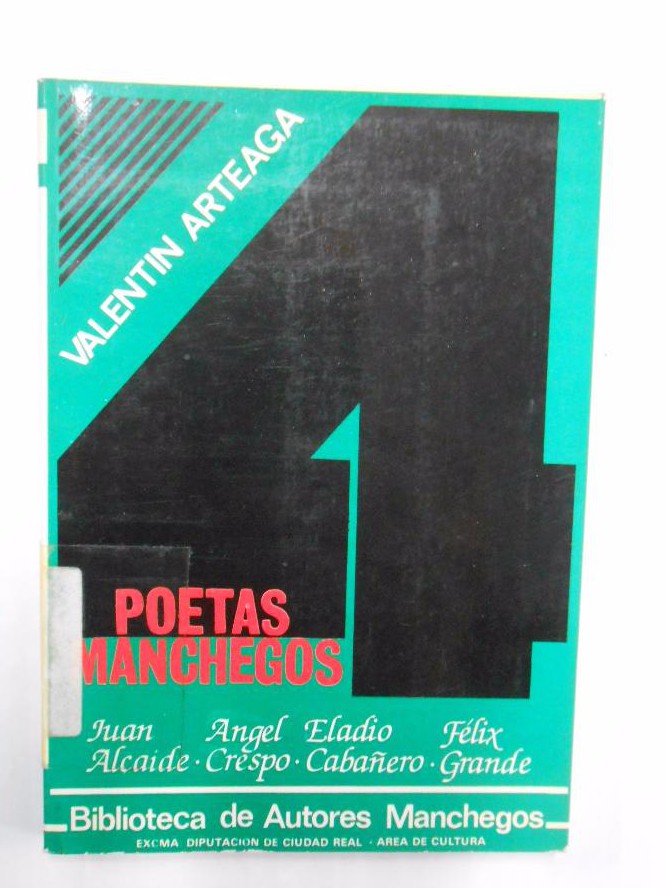 VALENTIN ARTEAGA
4
POETAS
MANCHEGOS
Juan Angel Eladio Félix
Alcaide · Crespo · Cabañero · Grande
Biblioteca de Autores Manchegos
EXCMA DIPUTACION DE CIUDAD REAL - AREA DE CULTURA